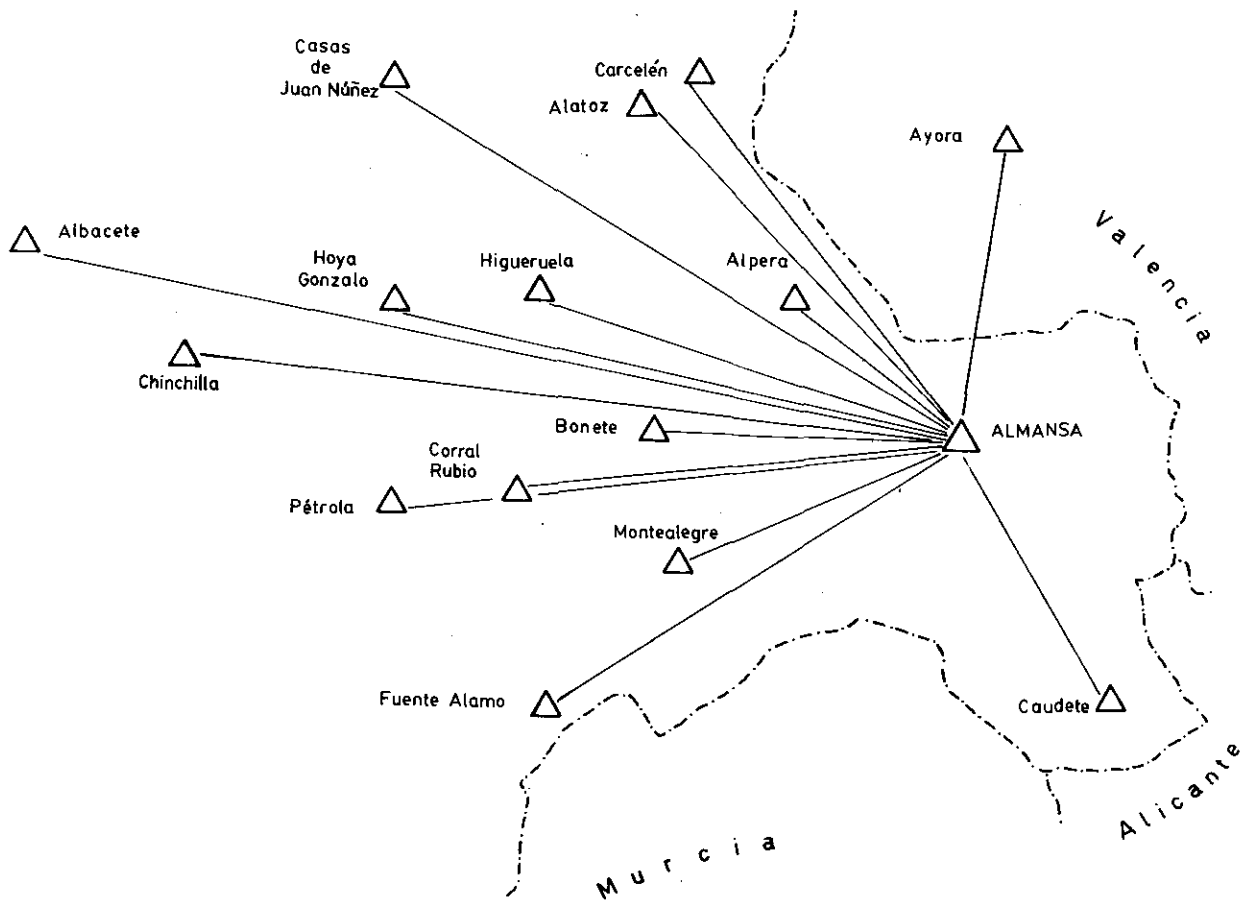 Casas
de
Juan Núñez
Carcelén
Alatoz
Ayora
Albacete
Hoya
Gonzalo
Higueruela
Alpera
Valencia
Chinchilla
Bonete
ALMANSA
Corral
Rubio
Pétrola
Montealegre
Fuente Alamo
Caudete
Alicante
Murcia